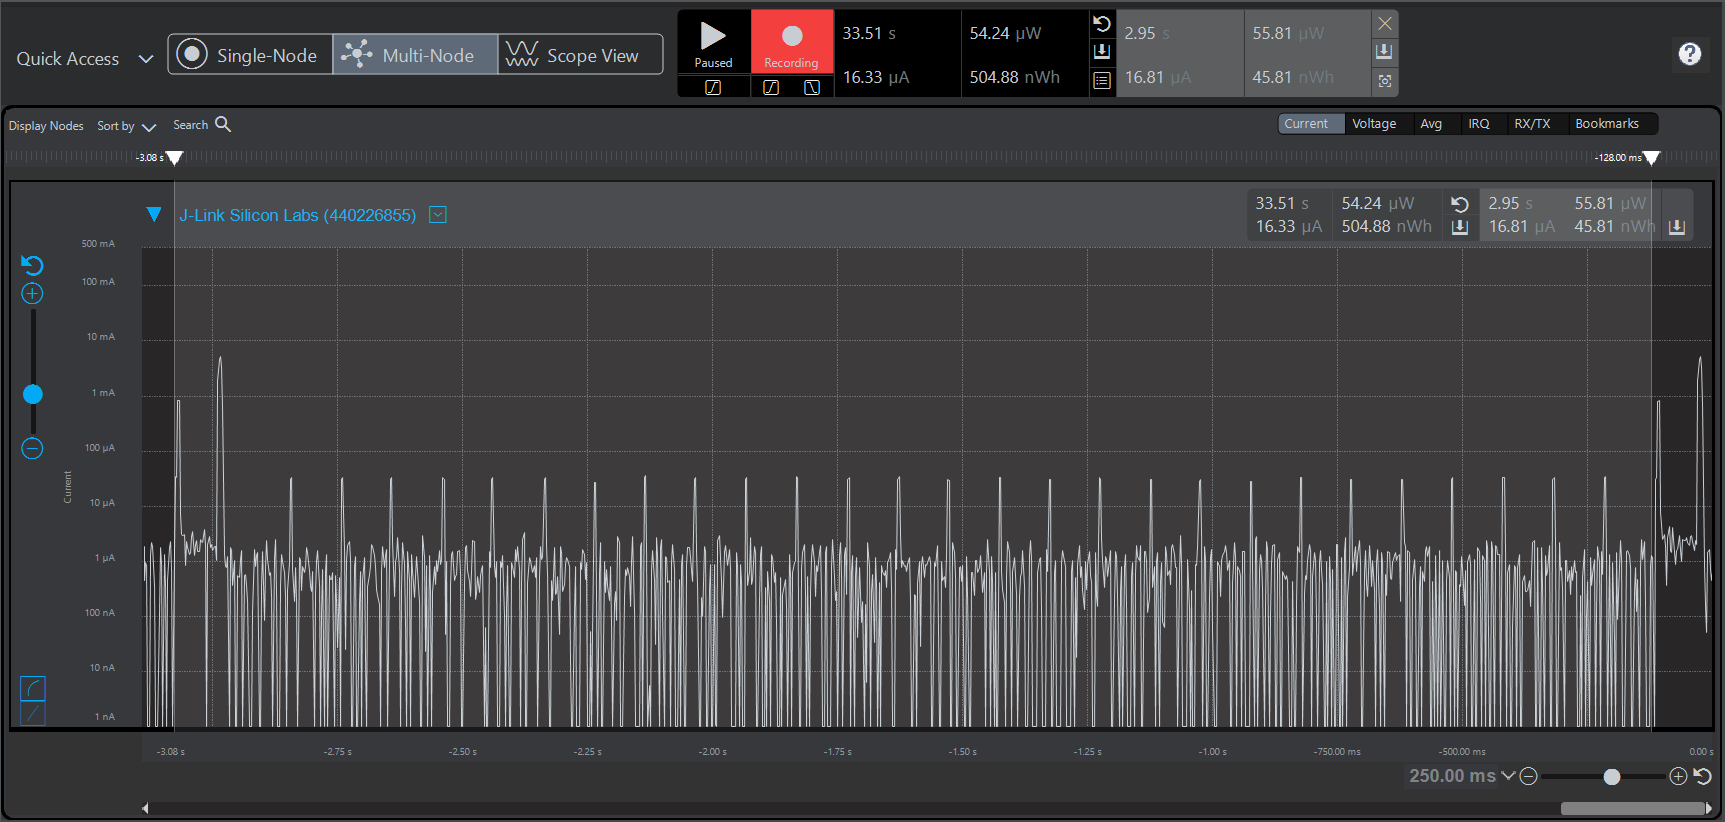 Quick Access
Single-Node
Multi-Node
Scope View
Paused
Recording
33.51 s
54.24 µW
16.33 µA
504.88 nWh
2.95 s
55.81 µW
16.81 µA
45.81 nWh
?
Display Nodes
Sort by
Search
Current
Voltage
Avg
IRQ
RX/TX
Bookmarks
-3.08 s
-128.00 ms
J-Link Silicon Labs (440226855)
33.51 s
54.24 µW
16.33 µA
504.88 nWh
2.95 s
55.81 µW
16.81 µA
45.81 nWh
500 mA
100 mA
10 mA
1 mA
100 µA
10 µA
1 µA
100 nA
10 nA
1 nA
Current
-3.08 s
-2.75 s
-2.50 s
-2.25 s
-2.00 s
-1.75 s
-1.50 s
-1.25 s
-1.00 s
-750.00 ms
-500.00 ms
0.00 s
250.00 ms